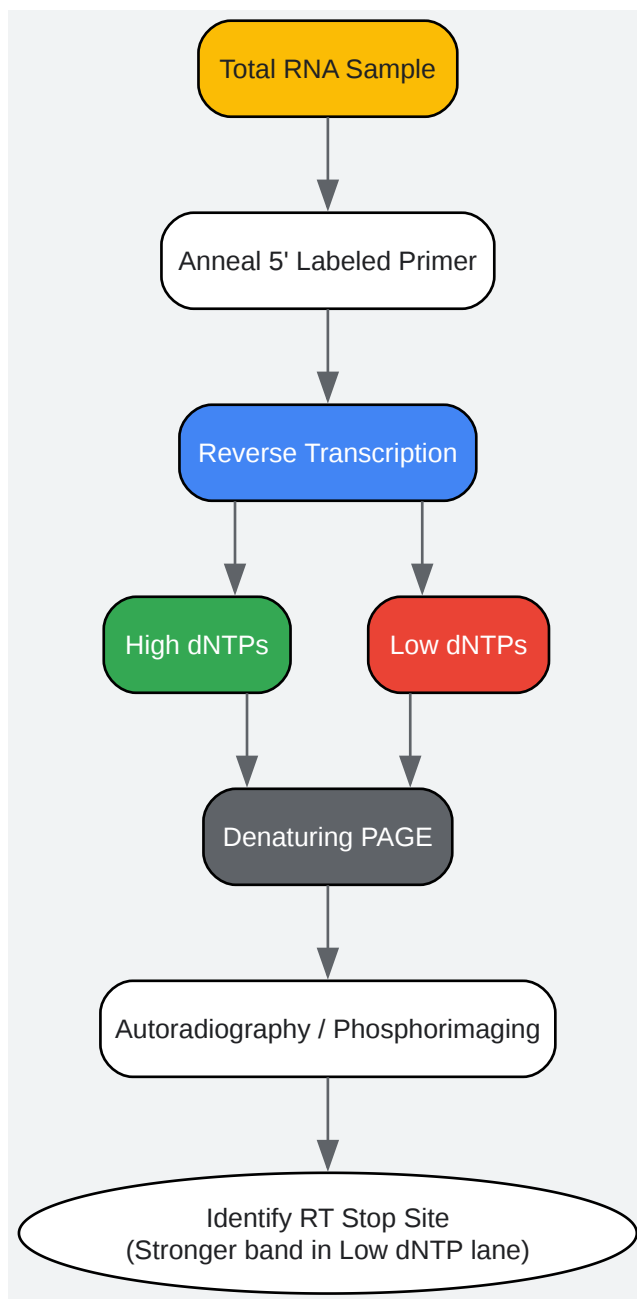 Total RNA Sample
Anneal 5' Labeled Primer
Reverse Transcription
High dNTPs
Low dNTPs
Denaturing PAGE
Autoradiography / Phosphorimaging
Identify RT Stop Site
(Stronger band in Low dNTP lane)